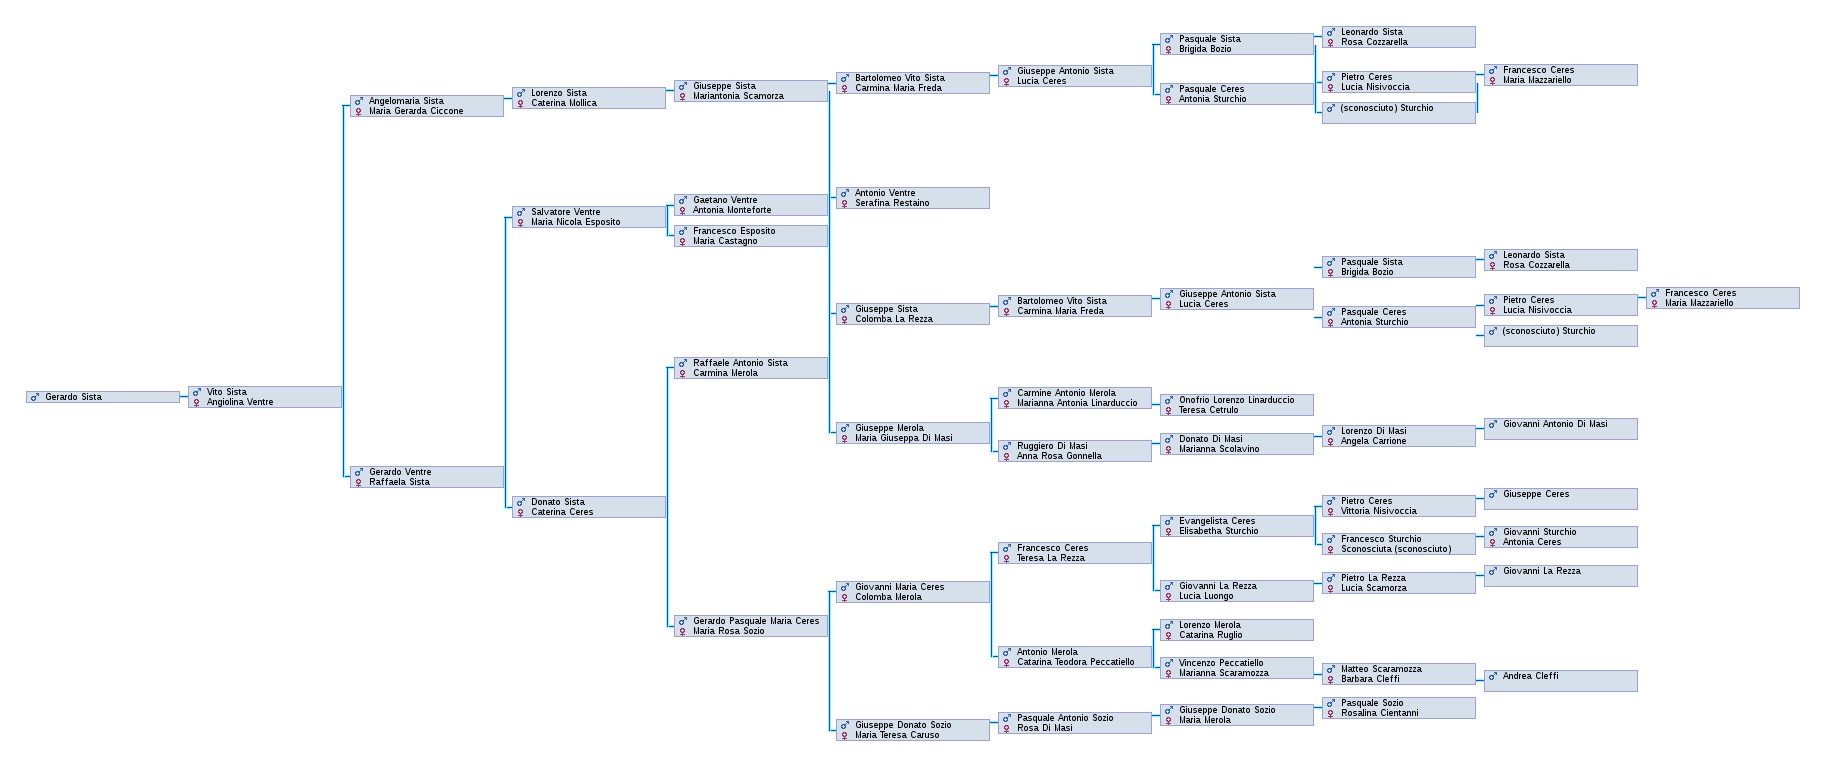 Gerardo Sista
Vito Sista
Angiolina Ventre
Angelomaria Sista
Maria Gerarda Ciccone
Gerardo Ventre
Raffaela Sista
Lorenzo Sista
Caterina Mollica
Salvatore Ventre
Maria Nicola Esposito
Donato Sista
Caterina Ceres
Giuseppe Sista
Mariantonia Scamorza
Gaetano Ventre
Antonia Monteforte
Francesco Esposito
Maria Castagno
Raffaele Antonio Sista
Carmina Merola
Gerardo Pasquale Maria Ceres
Maria Rosa Sozio
Bartolomeo Vito Sista
Carmina Maria Freda
Antonio Ventre
Serafina Restaino
Giuseppe Sista
Colomba La Rezza
Giuseppe Merola
Maria Giuseppa Di Masi
Giovanni Maria Ceres
Colomba Merola
Giuseppe Donato Sozio
Maria Teresa Caruso
Giuseppe Antonio Sista
Lucia Ceres
Bartolomeo Vito Sista
Carmina Maria Freda
Carmine Antonio Merola
Marianna Antonia Linarduccio
Ruggiero Di Masi
Anna Rosa Gonnella
Francesco Ceres
Teresa La Rezza
Antonio Merola
Catarina Teodora Peccatiello
Pasquale Antonio Sozio
Rosa Di Masi
Pasquale Sista
Brigida Bozio
Pasquale Ceres
Antonia Sturchio
Giuseppe Antonio Sista
Lucia Ceres
Onofrio Lorenzo Linarduccio
Teresa Cetrulo
Donato Di Masi
Marianna Scolavino
Evangelista Ceres
Elisabetha Sturchio
Giovanni La Rezza
Lucia Luongo
Lorenzo Merola
Catarina Ruglio
Vincenzo Peccatiello
Marianna Scaramozza
Giuseppe Donato Sozio
Maria Merola
Leonardo Sista
Rosa Cozzarella
Pietro Ceres
Lucia Nisivoccia
(sconosciuto) Sturchio
Pasquale Sista
Brigida Bozio
Pasquale Ceres
Antonia Sturchio
Lorenzo Di Masi
Angela Carrione
Pietro Ceres
Vittoria Nisivoccia
Francesco Sturchio
Sconosciuta (sconosciuto)
Pietro La Rezza
Lucia Scamorza
Matteo Scaramozza
Barbara Cleffi
Pasquale Sozio
Rosalina Cientanni
Francesco Ceres
Maria Mazzariello
Leonardo Sista
Rosa Cozzarella
Pietro Ceres
Lucia Nisivoccia
(sconosciuto) Sturchio
Giovanni Antonio Di Masi
Giuseppe Ceres
Giovanni Sturchio
Antonia Ceres
Giovanni La Rezza
Andrea Cleffi
Francesco Ceres
Maria Mazzariello